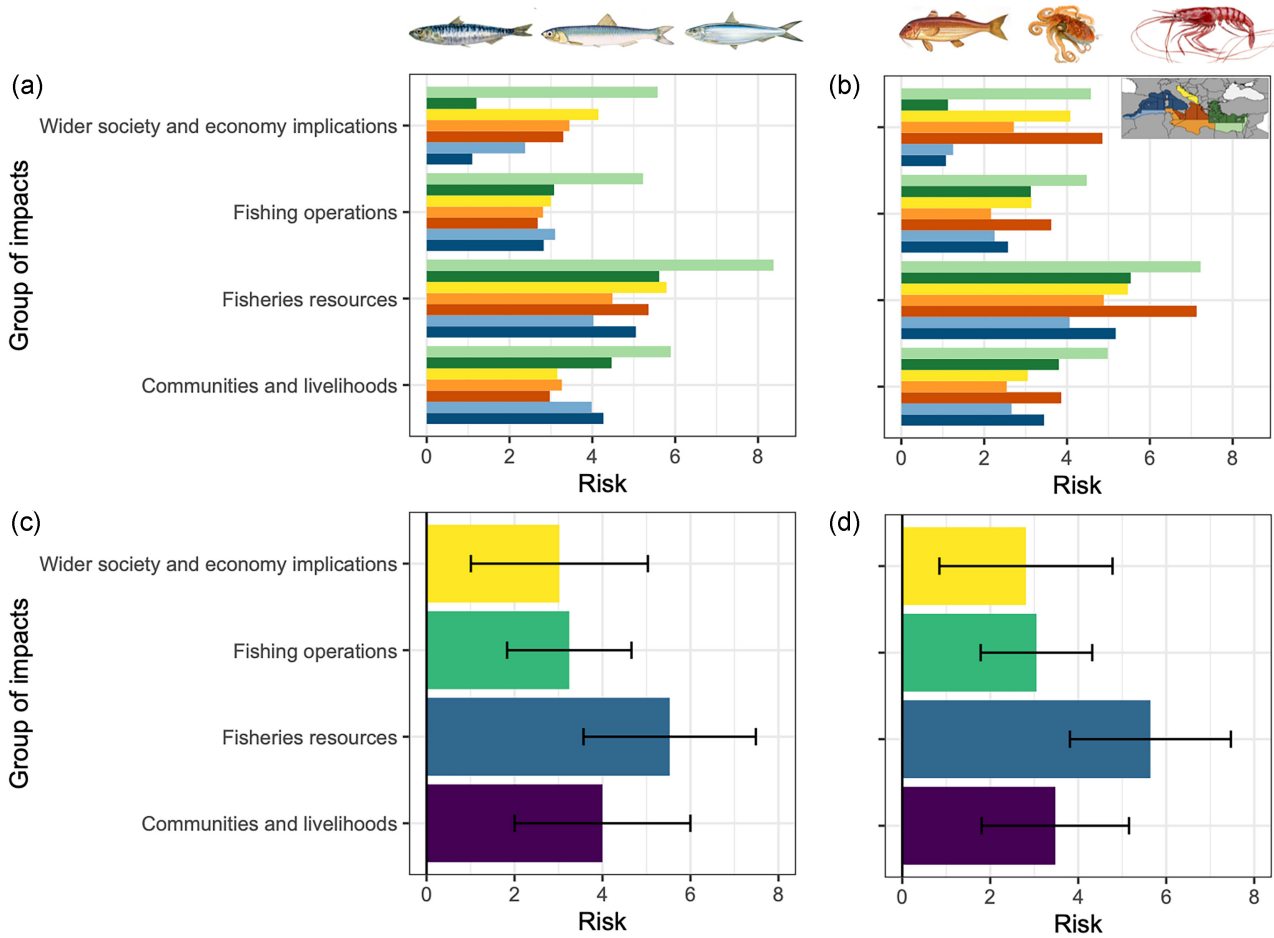 (a)
(b)
Group of impacts
Wider society and economy implications
Fishing operations
Fisheries resources
Communities and livelihoods
0 2 4 6 8
Risk
0 2 4 6 8
Risk
(c)
(d)
Group of impacts
Wider society and economy implications
Fishing operations
Fisheries resources
Communities and livelihoods
0 2 4 6 8
Risk
0 2 4 6 8
Risk